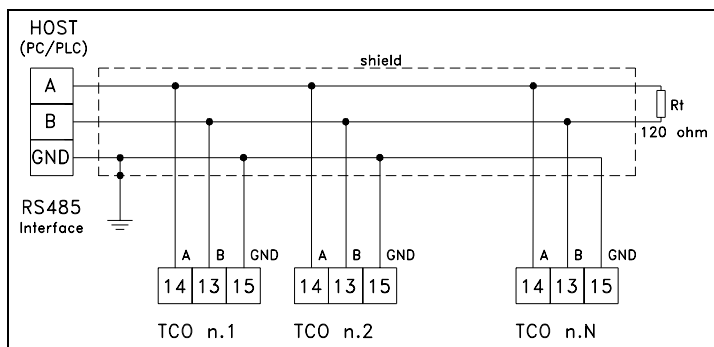 HOST
(PC/PLC)
shield
A
B
GND
Rt
120 ohm
RS485
Interface
A B GND
14 13 15
TCO n.1
A B GND
14 13 15
TCO n.2
A B GND
14 13 15
TCO n.N